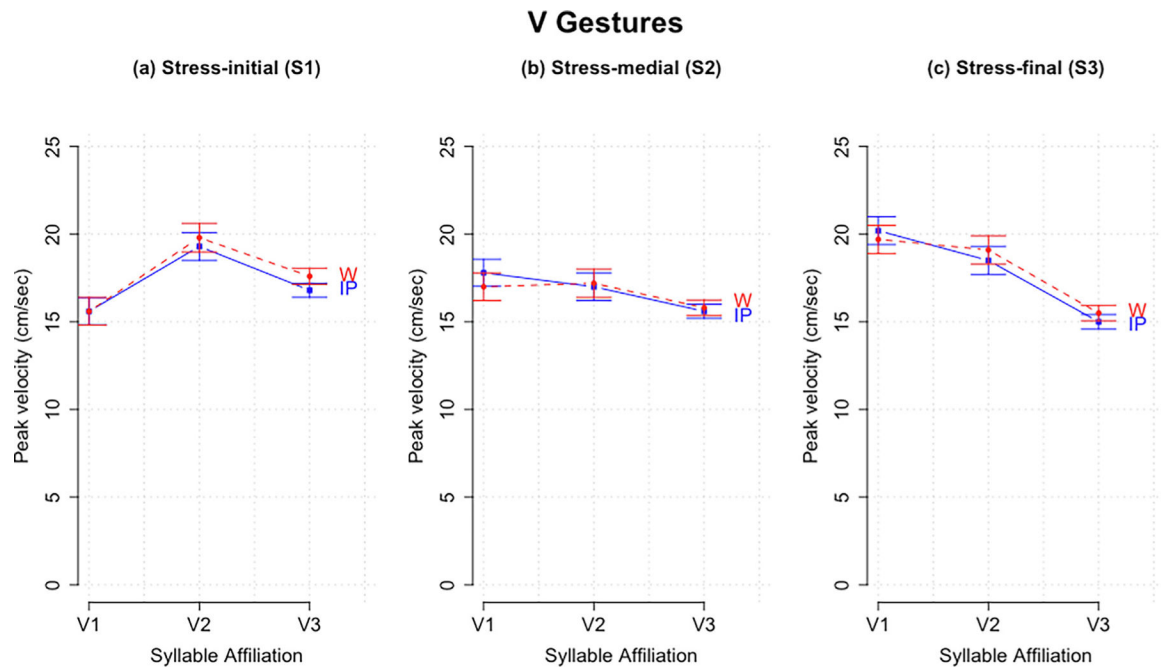 V Gestures
(a) Stress-initial (S1)
(b) Stress-medial (S2)
(c) Stress-final (S3)
Peak velocity (cm/sec)
25
20
15
10
5
0
W
IP
V1 V2 V3
Syllable Affiliation
Peak velocity (cm/sec)
25
20
15
10
5
0
W
IP
V1 V2 V3
Syllable Affiliation
Peak velocity (cm/sec)
25
20
15
10
5
0
W
IP
V1 V2 V3
Syllable Affiliation